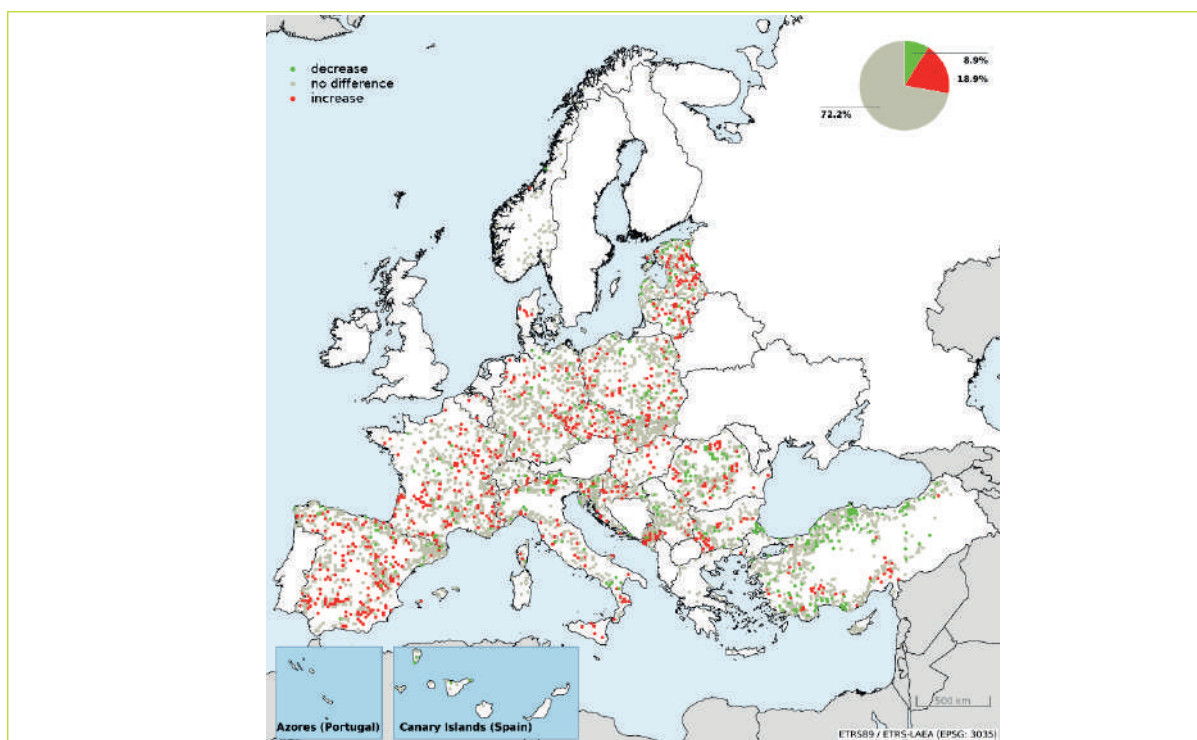 decrease
no difference
increase
8.9%
18.9%
72.2%
Azores (Portugal)
Canary Islands (Spain)
500 km
ETRS89 / ETRS-LAEA (EPSG: 3035)